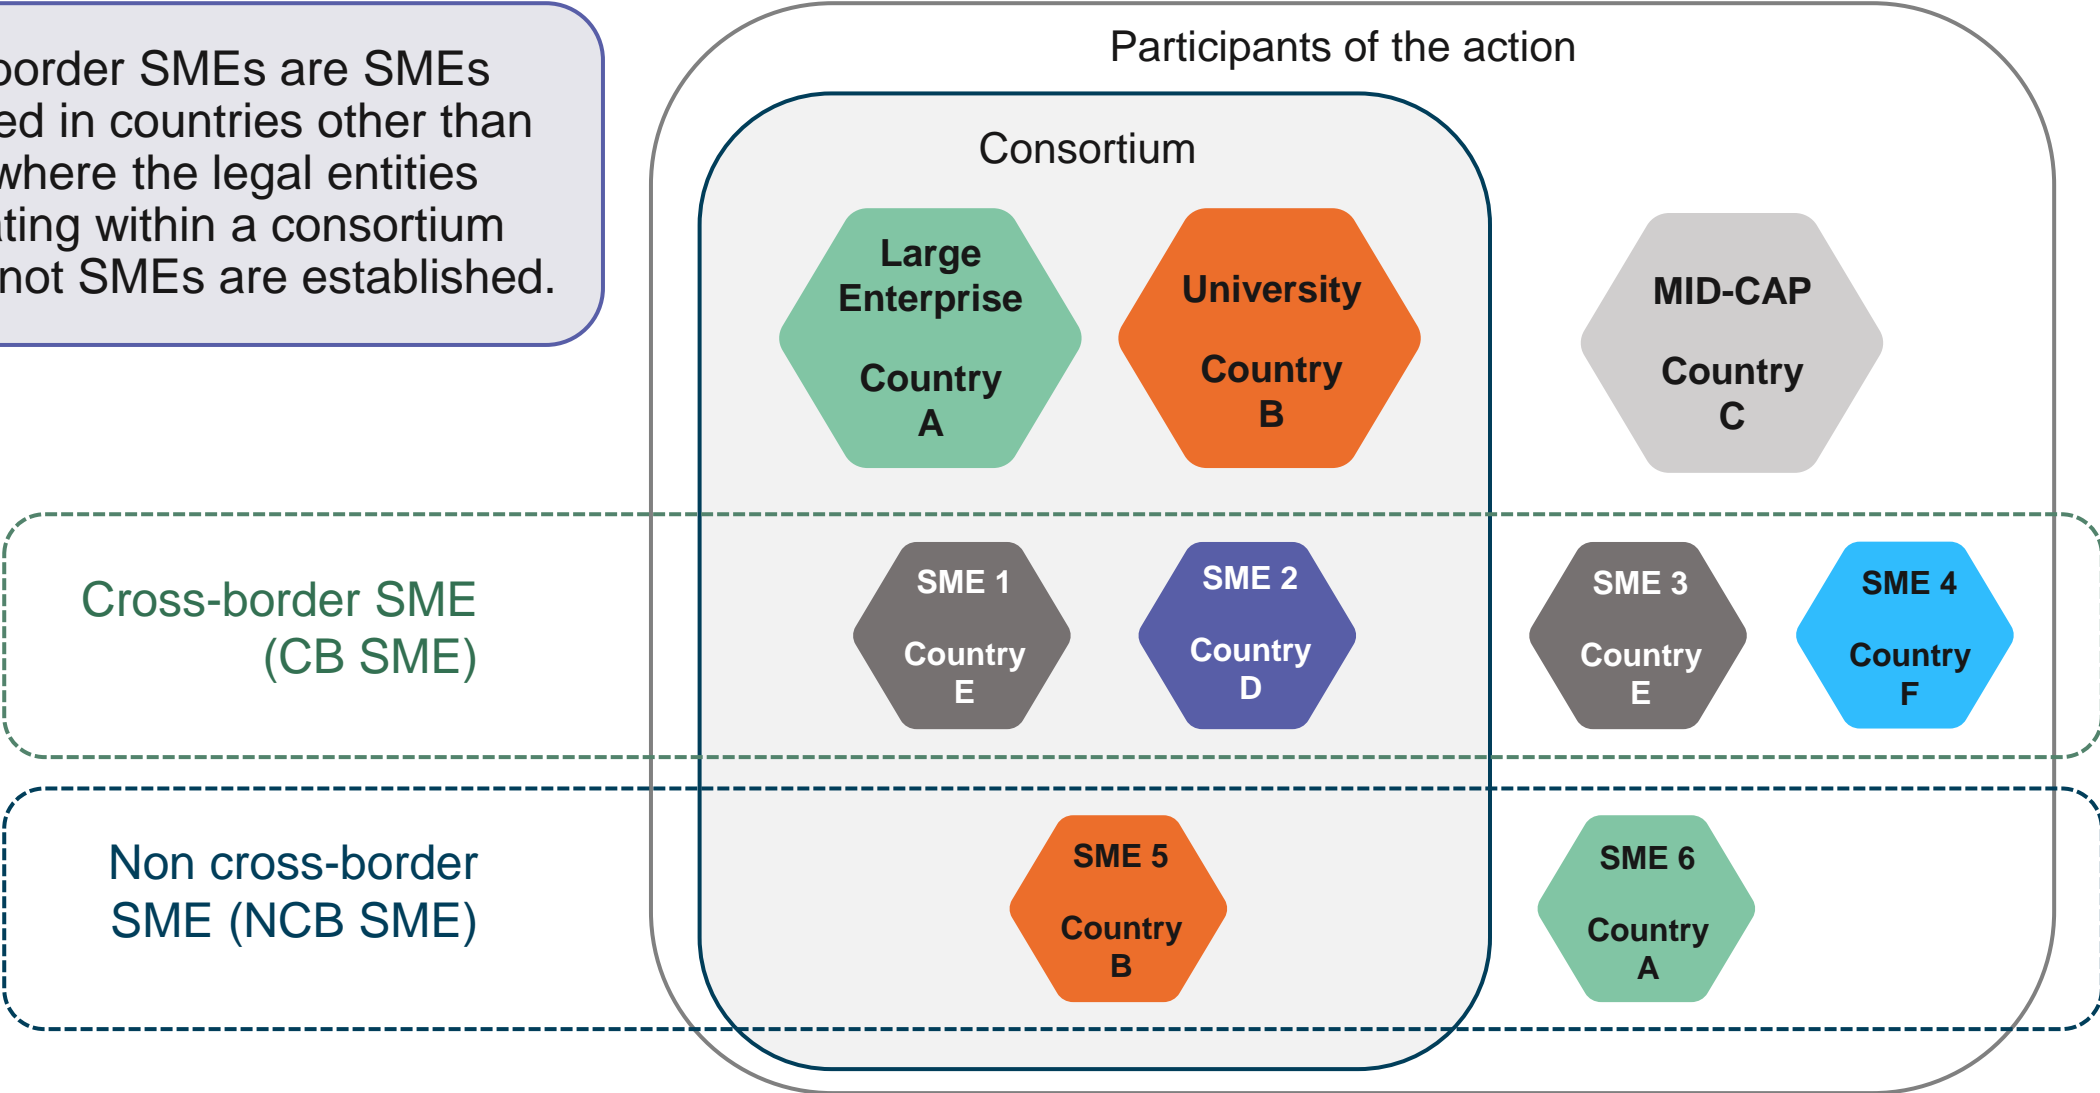 border SMEs are SMEs
ed in countries other than
where the legal entities
ating within a consortium
not SMEs are established.
Participants of the action
Consortium
Large
Enterprise
Country
A
University
Country
B
MID-CAP
Country
C
Cross-border SME
(CB SME)
SME 1
Country
E
SME 2
Country
D
SME 3
Country
E
SME 4
Country
F
Non cross-border
SME (NCB SME)
SME 5
Country
B
SME 6
Country
A